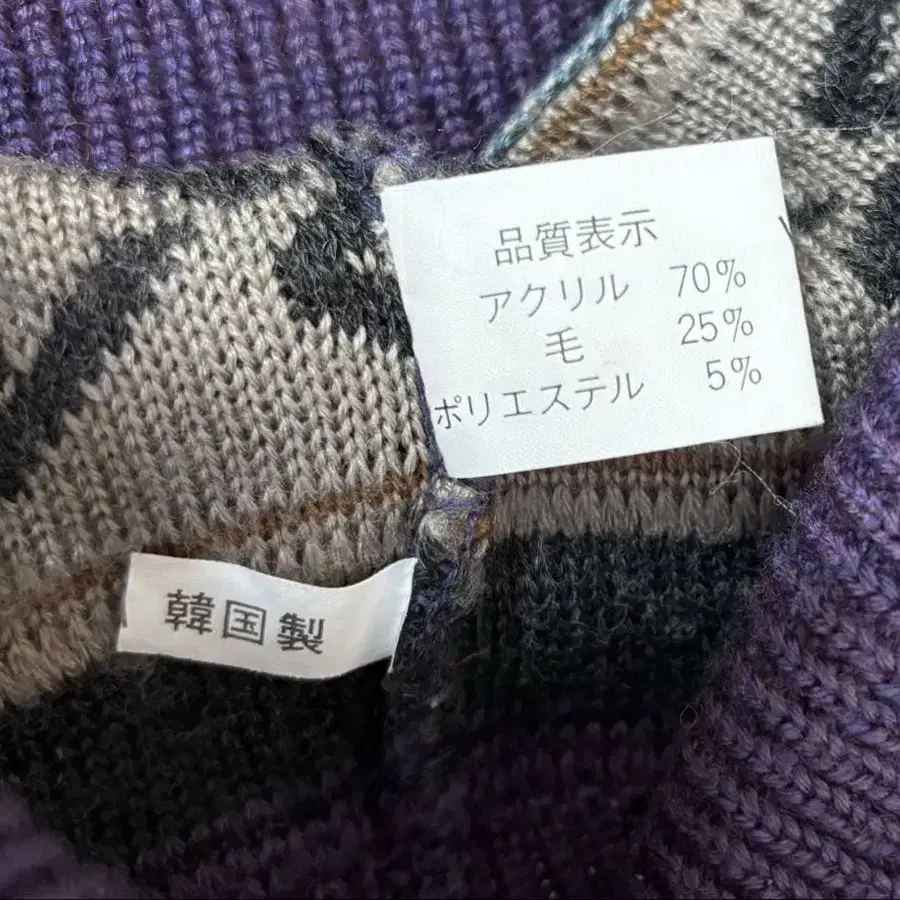 品質表示
アクリル 70%
毛 25%
ポリエステル 5%
韓国製